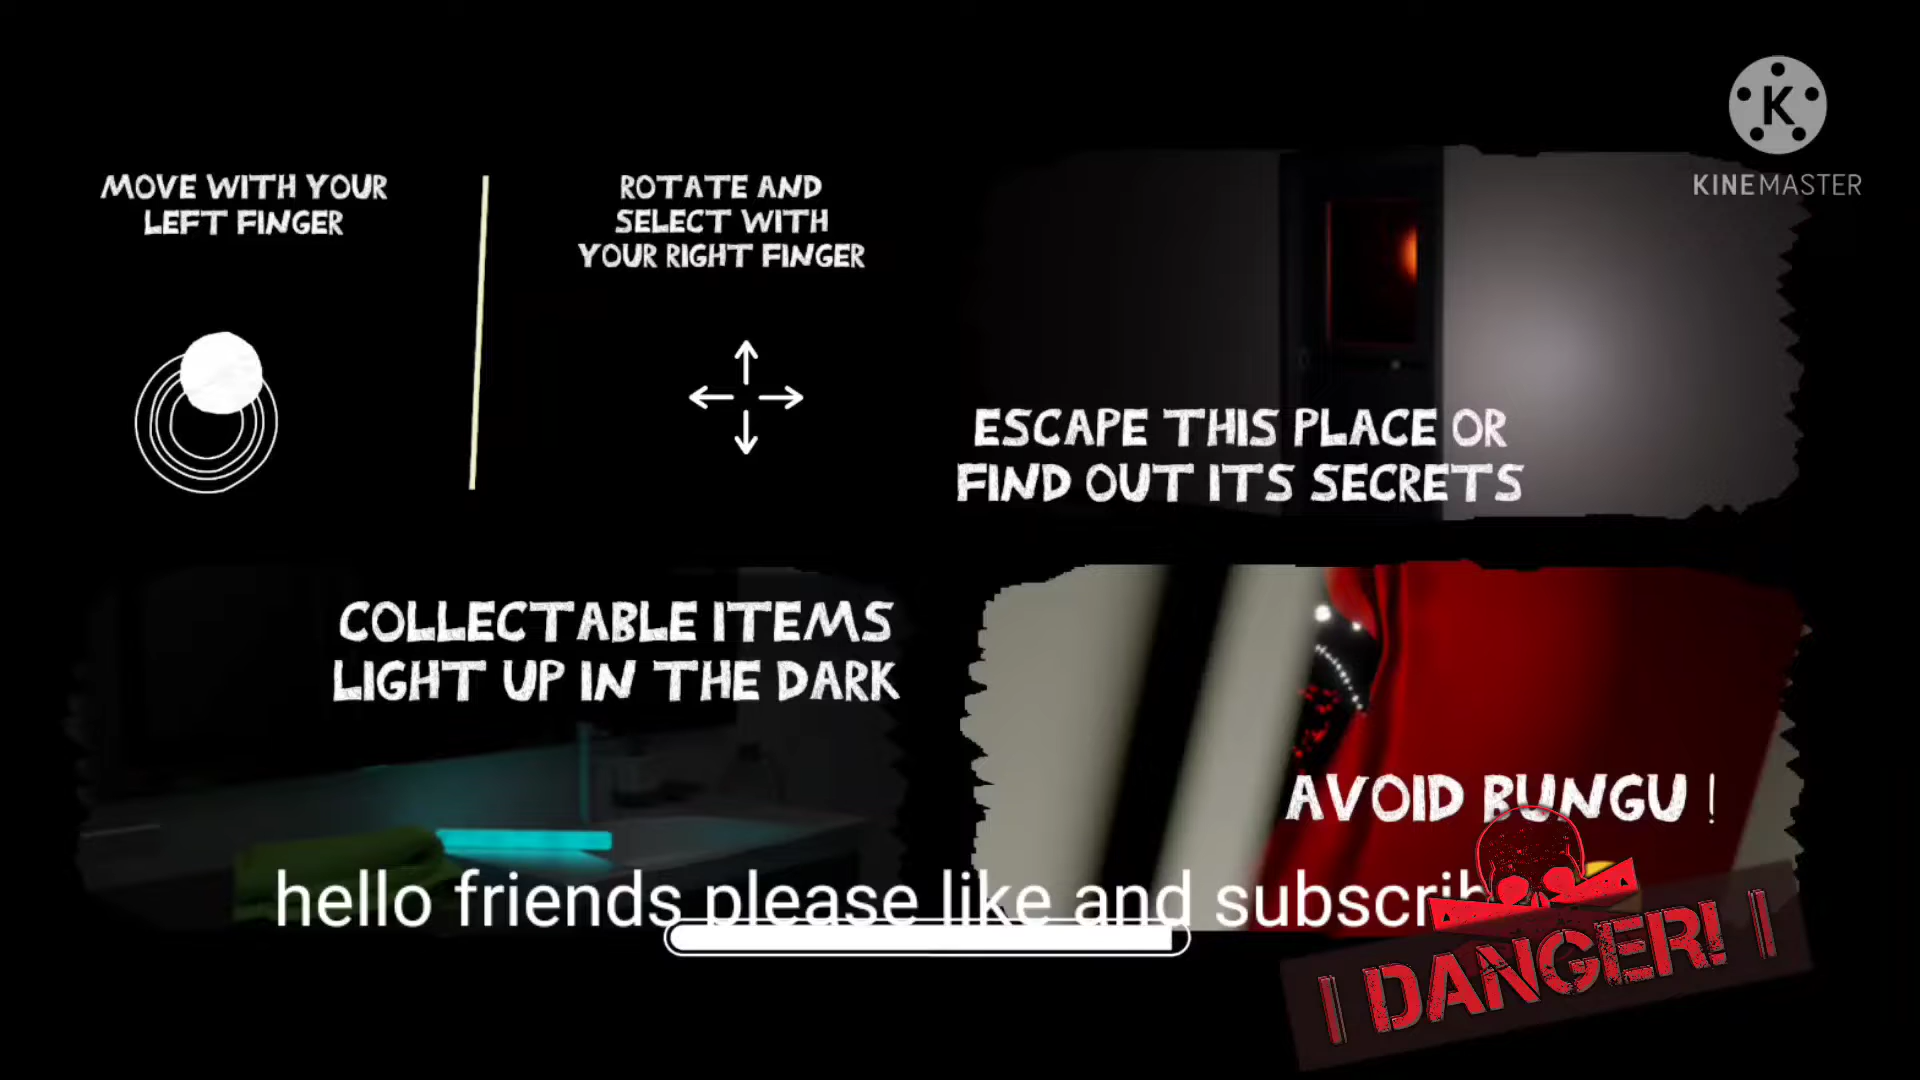 K
KINEMASTER
MOVE WITH YOUR
LEFT FINGER
ROTATE AND
SELECT WITH
YOUR RIGHT FINGER
ESCAPE THIS PLACE OR
FIND OUT ITS SECRETS
COLLECTABLE ITEMS
LIGHT UP IN THE DARK
AVOID BUNGU !
hello friends please like and subscrib
DANGER!